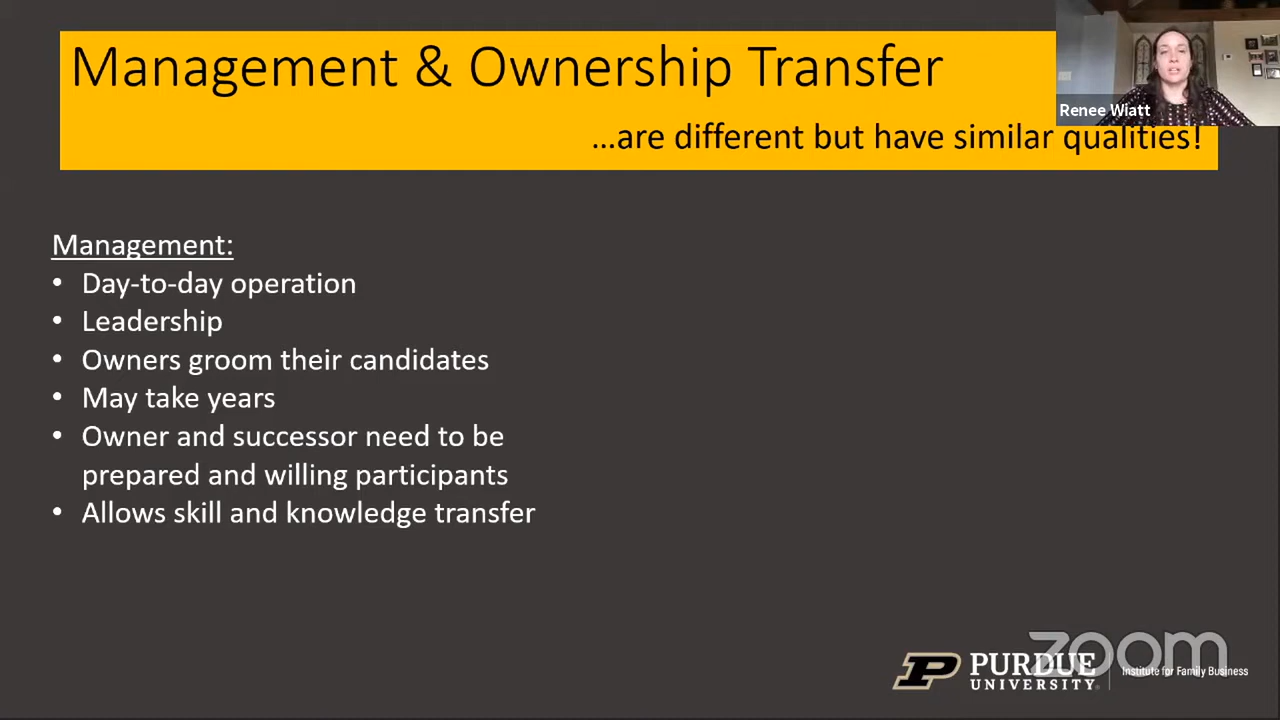 Management & Ownership Transfer
Renee Wiatt
...are different but have similar qualities!
Management:
• Day-to-day operation
• Leadership
• Owners groom their candidates
• May take years
• Owner and successor need to be
prepared and willing participants
• Allows skill and knowledge transfer
zoom
P PURDUE UNIVERSITY®
Institute for Family Business